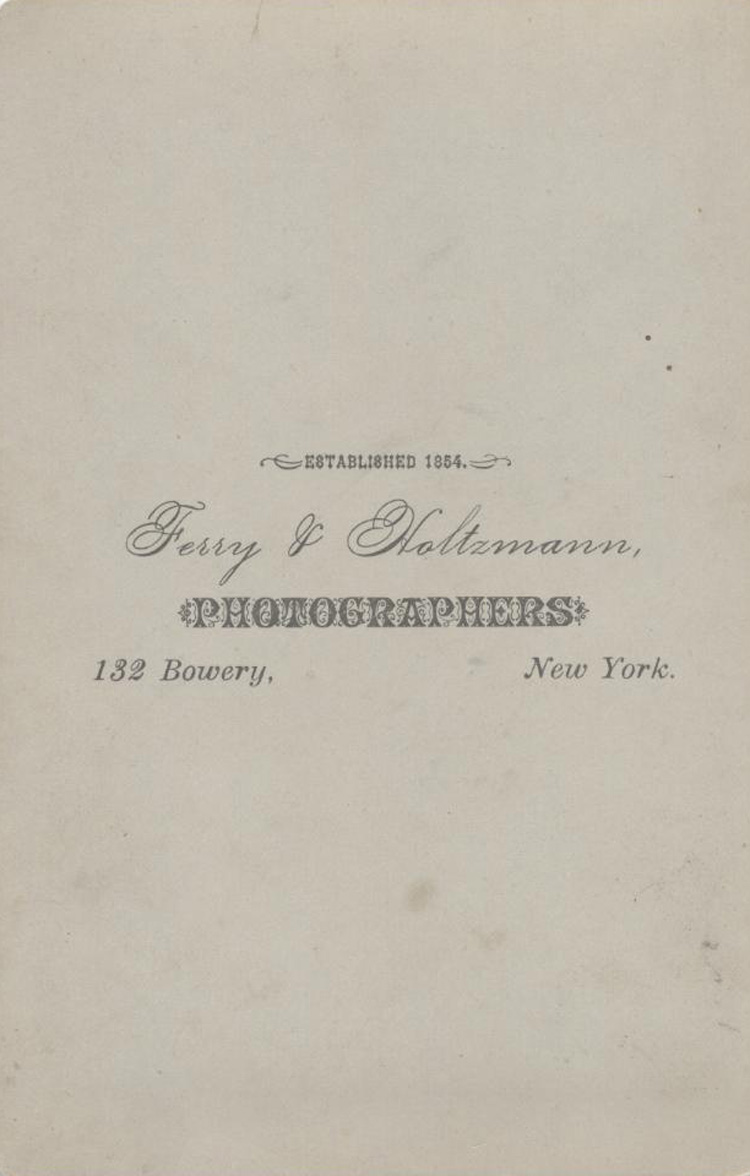 ESTABLISHED 1854.
Ferry & Holtzmann,
PHOTOGRAPHERS
132 Bowery, New York.